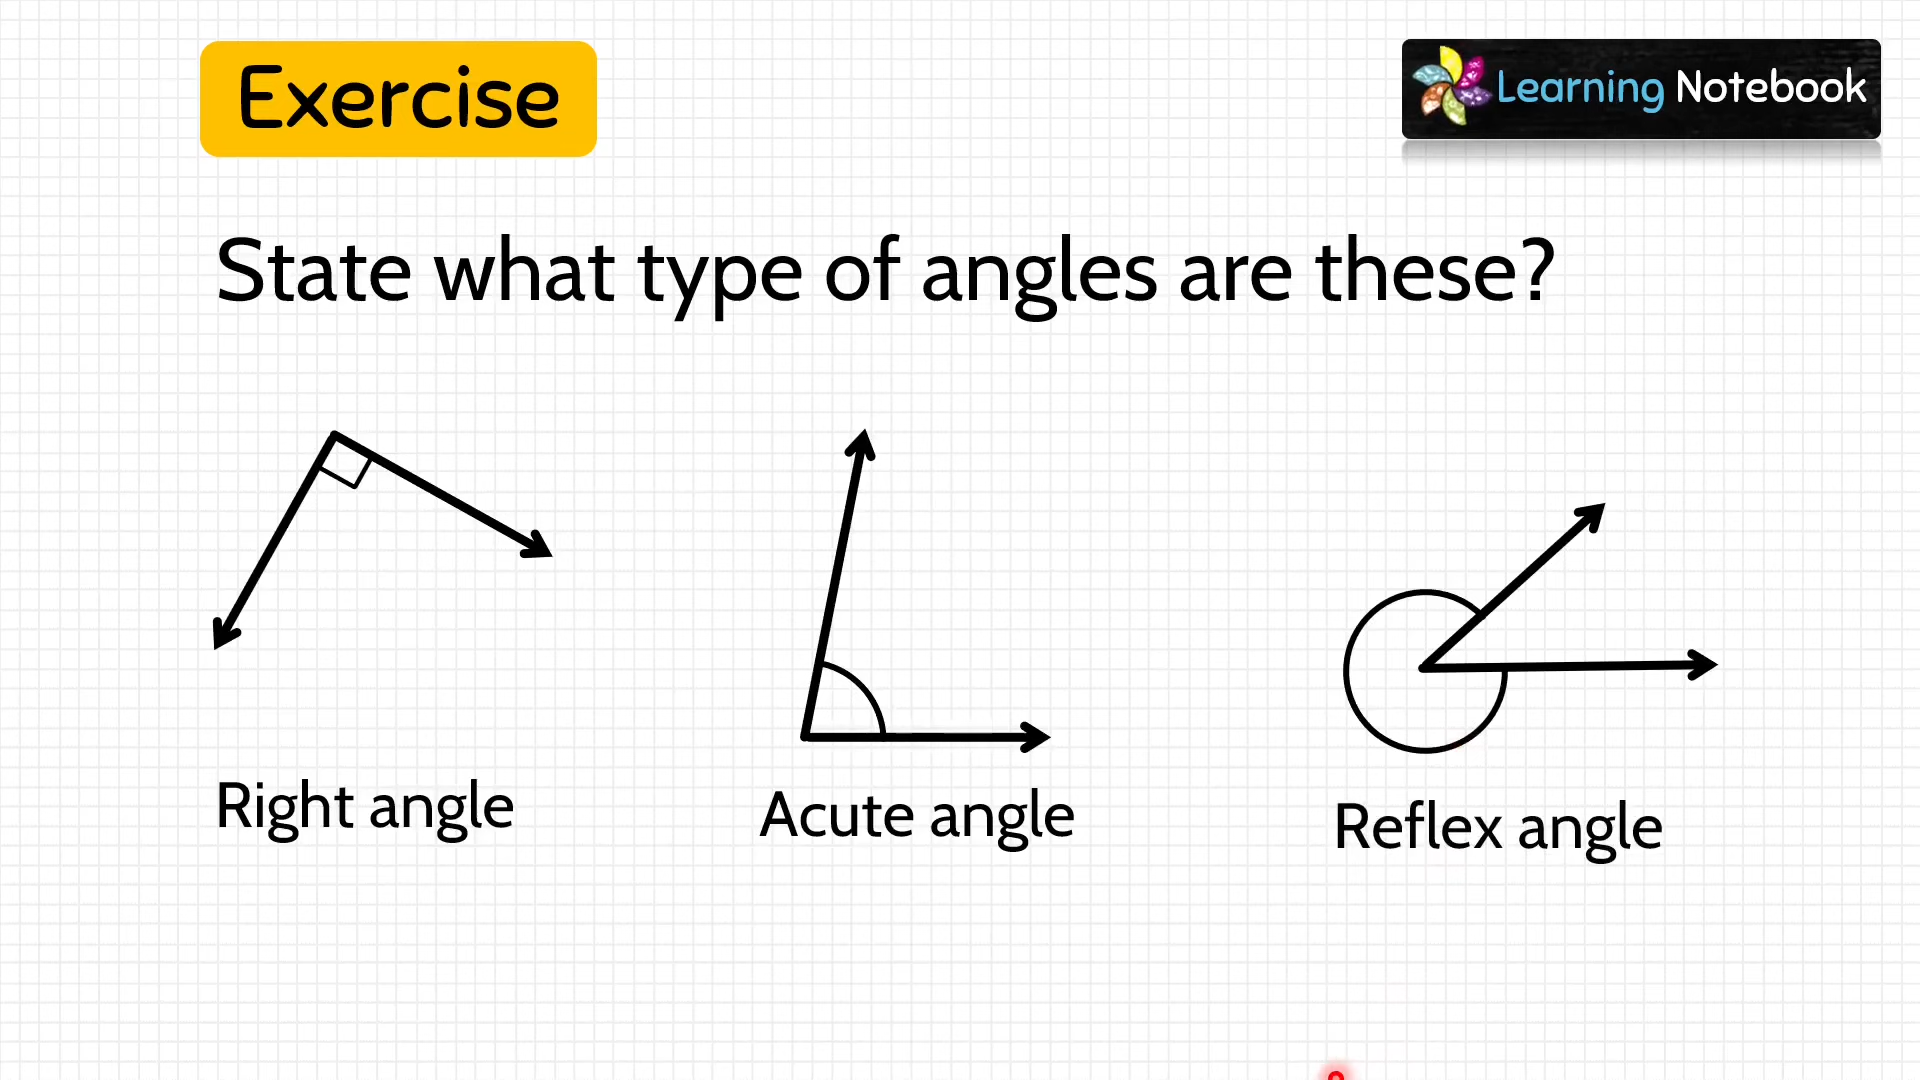 Exercise
Learning Notebook
State what type of angles are these?
Right angle
Acute angle
Reflex angle